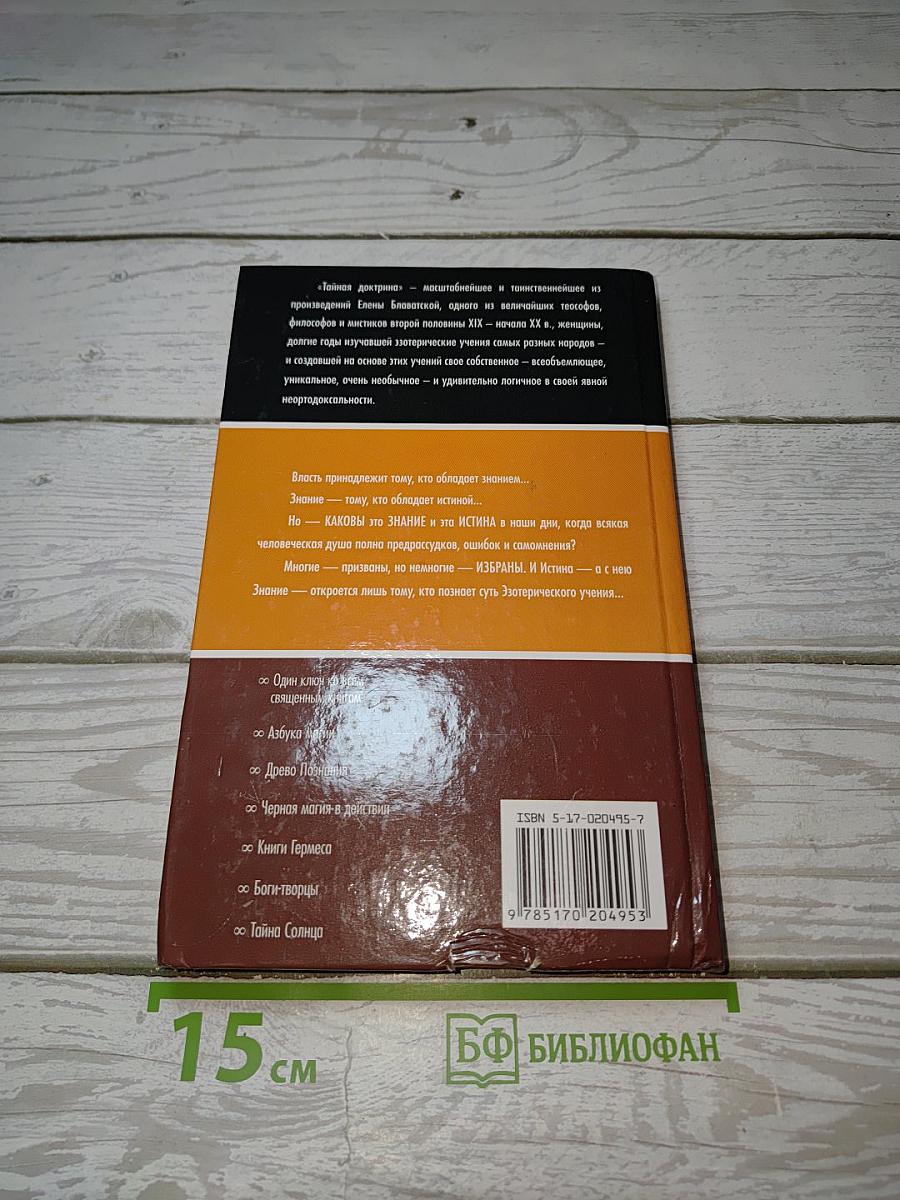 «Тайная доктрина» – масштабнейшее и таинственнейшее из
произведений Елены Блаватской, одного из величайших теософов,
философов и мистиков второй половины XIX – начала XX в., женщины,
долгие годы изучавшей эзотерические учения самых разных народов –
и создавшей на основе этих учений свое собственное – всеобъемлющее,
уникальное, очень необычное – и удивительно логичное в своей явной
неортодоксальности.
Власть принадлежит тому, кто обладает знанием...
Знание — тому, кто обладает истиной...
Но — КАКОВЫ это ЗНАНИЕ и эта ИСТИНА в наши дни, когда всякая
человеческая душа полна предрассудков, ошибок и самомнения?
Многие — призваны, но немногие — ИЗБРАНЫ. И Истина — а с нею
Знание — откроется лишь тому, кто познает суть Эзотерического учения...
∞ Один ключ ко всем
священным книгам
∞ Азбука магии
∞ Древо Познания
∞ Черная магия в действии
∞ Книги Гермеса
∞ Боги-творцы
∞ Тайна Солнца
ISBN 5-17-020495-7
9 785170 204953
15 см
БФ БИБЛИОФАН